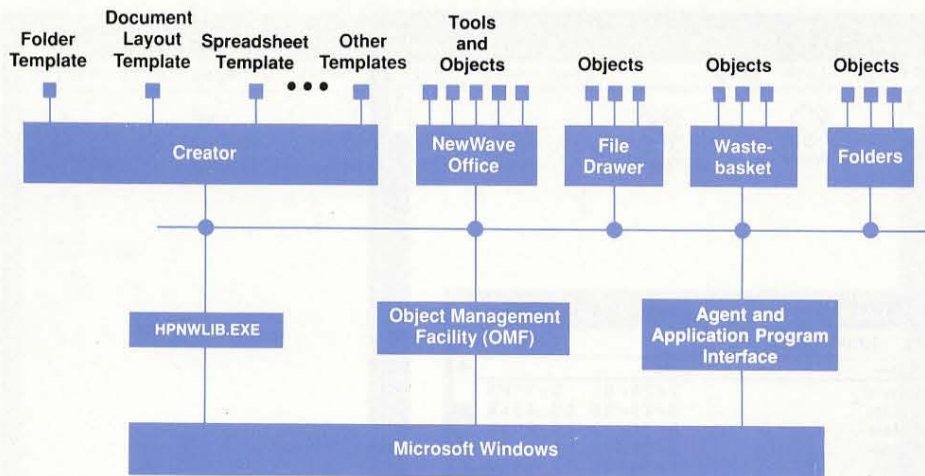 Folder
Template
Document
Layout
Template
Spreadsheet
Template
Other
Templates
Tools
and
Objects
Objects
Objects
Objects
Creator
NewWave
Office
File
Drawer
Waste-
basket
Folders
HPNWLIB.EXE
Object Management
Facility (OMF)
Agent and
Application Program
Interface
Microsoft Windows